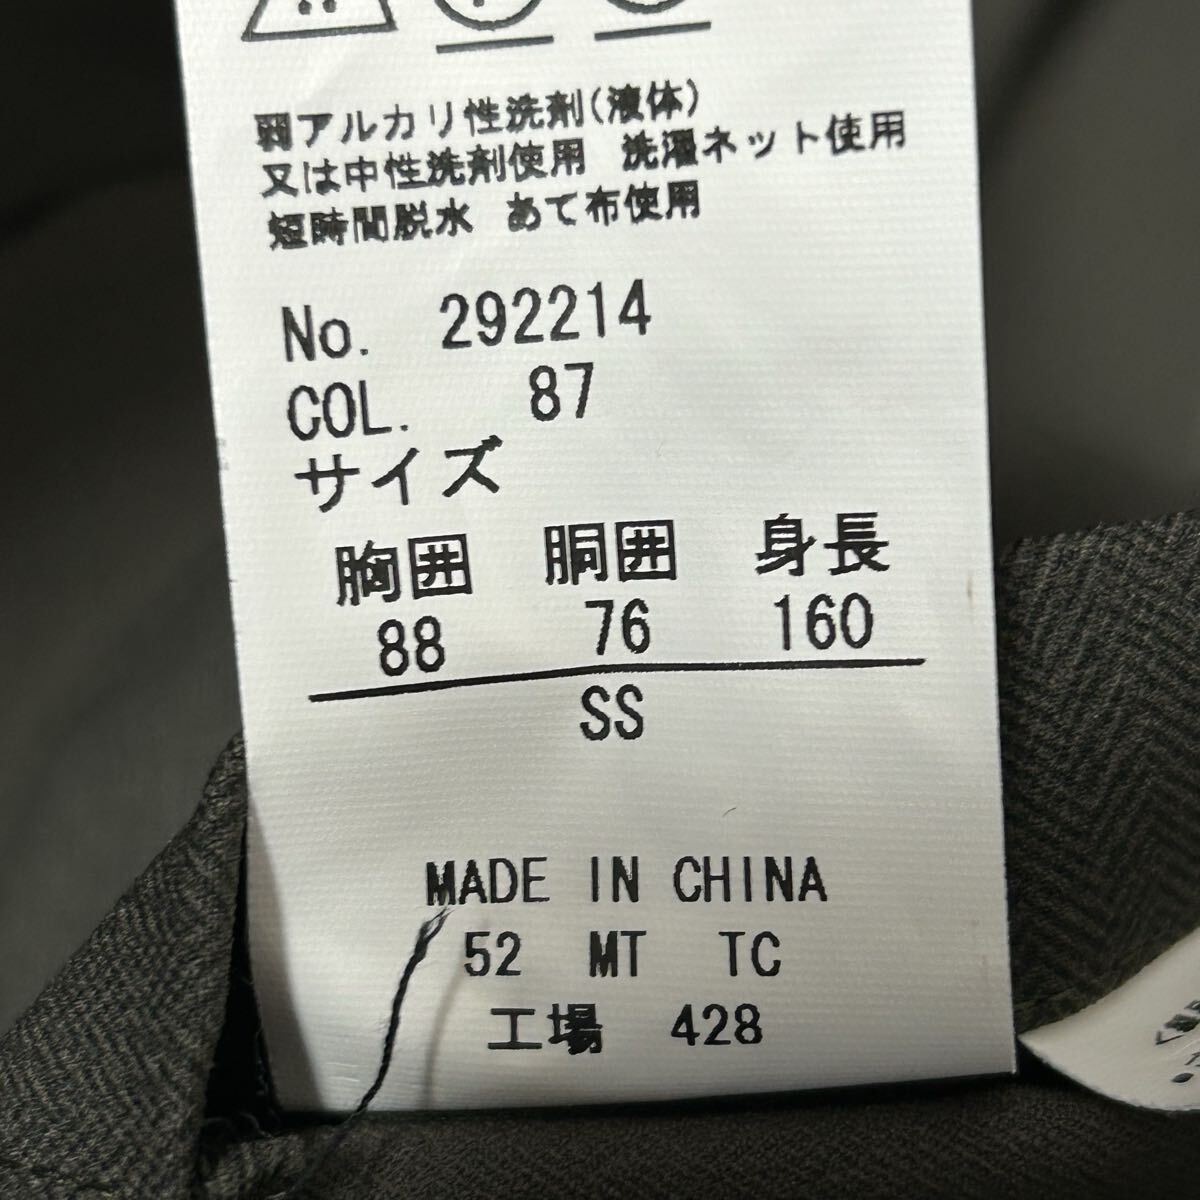 弱アルカリ性洗剤(液体)
又は中性洗剤使用 洗濯ネット使用
短時間脱水 あて布使用
No. 292214
COL. 87
サイズ
胸囲 胴囲 身長
88 76 160
SS
MADE IN CHINA
52 MT TC
工場 428